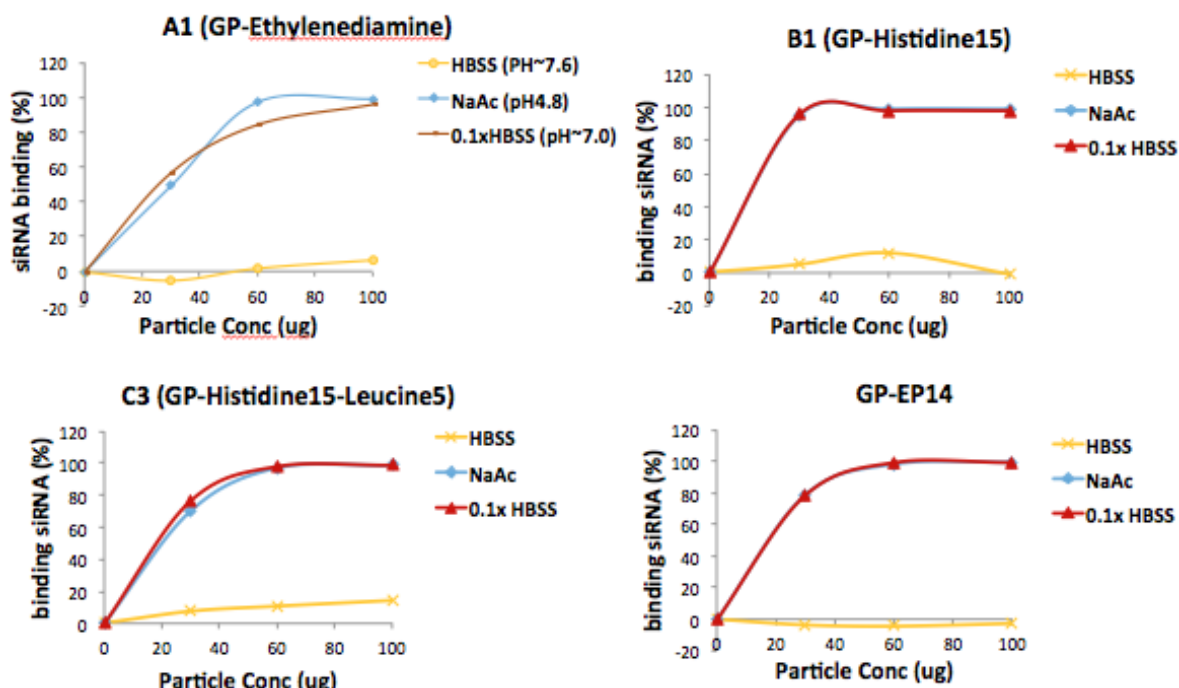 A1 (GP-Ethylenediamine)
siRNA binding (%)
120
100
80
60
40
20
0
-20
0 20 40 60 80 100
Particle Conc (ug)
HBSS (PH~7.6)
NaAc (pH4.8)
0.1xHBSS (pH~7.0)
B1 (GP-Histidine15)
binding siRNA (%)
120
100
80
60
40
20
0
-20
0 20 40 60 80 100
Particle Conc (ug)
HBSS
NaAc
0.1x HBSS
C3 (GP-Histidine15-Leucine5)
binding siRNA (%)
120
100
80
60
40
20
0
0 20 40 60 80 100
Particle Conc (ug)
HBSS
NaAc
0.1x HBSS
GP-EP14
binding siRNA (%)
120
100
80
60
40
20
0
-20
0 20 40 60 80 100
Particle Conc (ug)
HBSS
NaAc
0.1x HBSS